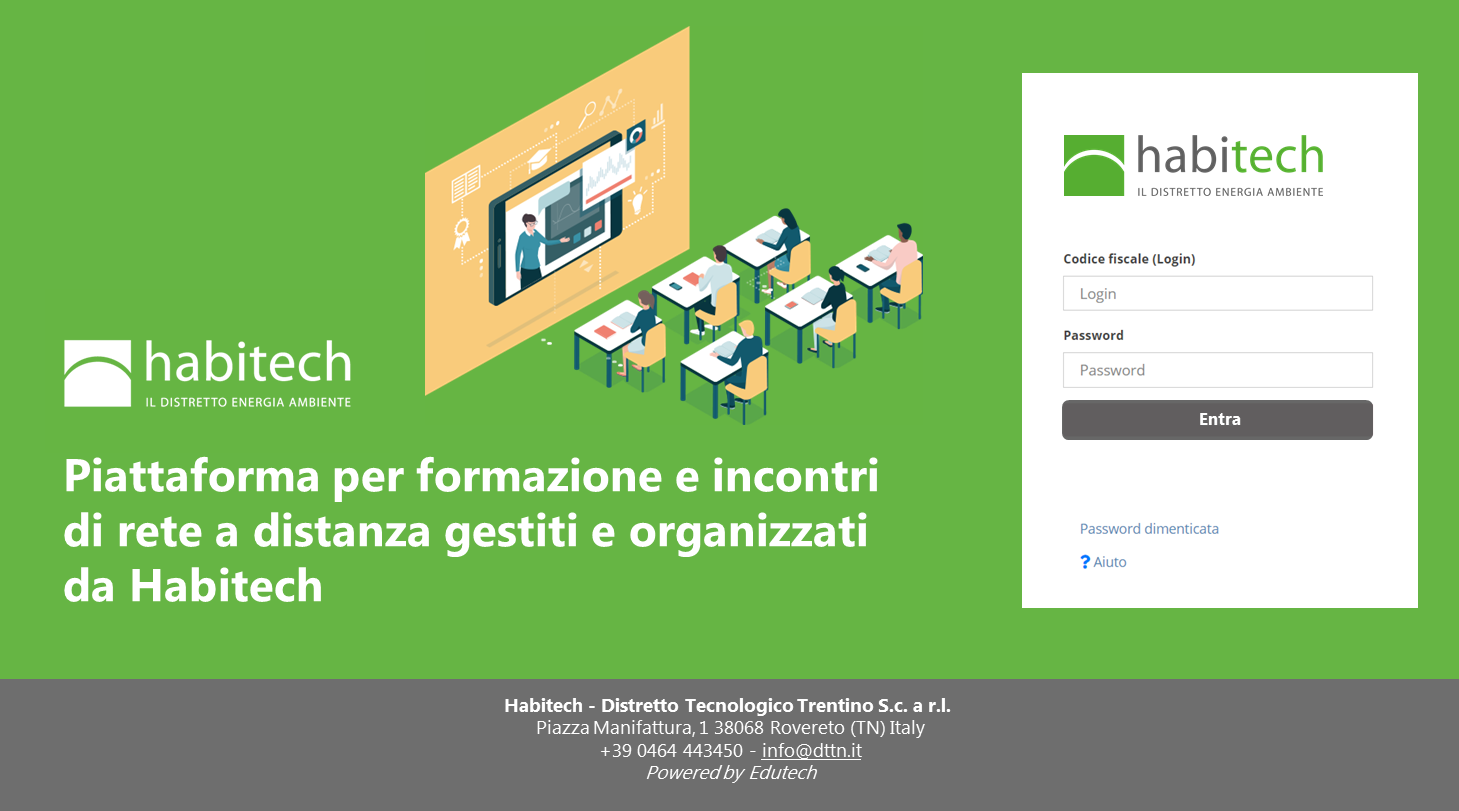 habitech
IL DISTRETTO ENERGIA AMBIENTE
Piattaforma per formazione e incontri
di rete a distanza gestiti e organizzati
da Habitech
habitech
IL DISTRETTO ENERGIA AMBIENTE
Codice fiscale (Login)
Login
Password
Password
Entra
Password dimenticata
? Aiuto
Habitech - Distretto Tecnologico Trentino S.c. a r.l.
Piazza Manifattura, 1 38068 Rovereto (TN) Italy
+39 0464 443450 - info@dttn.it
Powered by Edutech